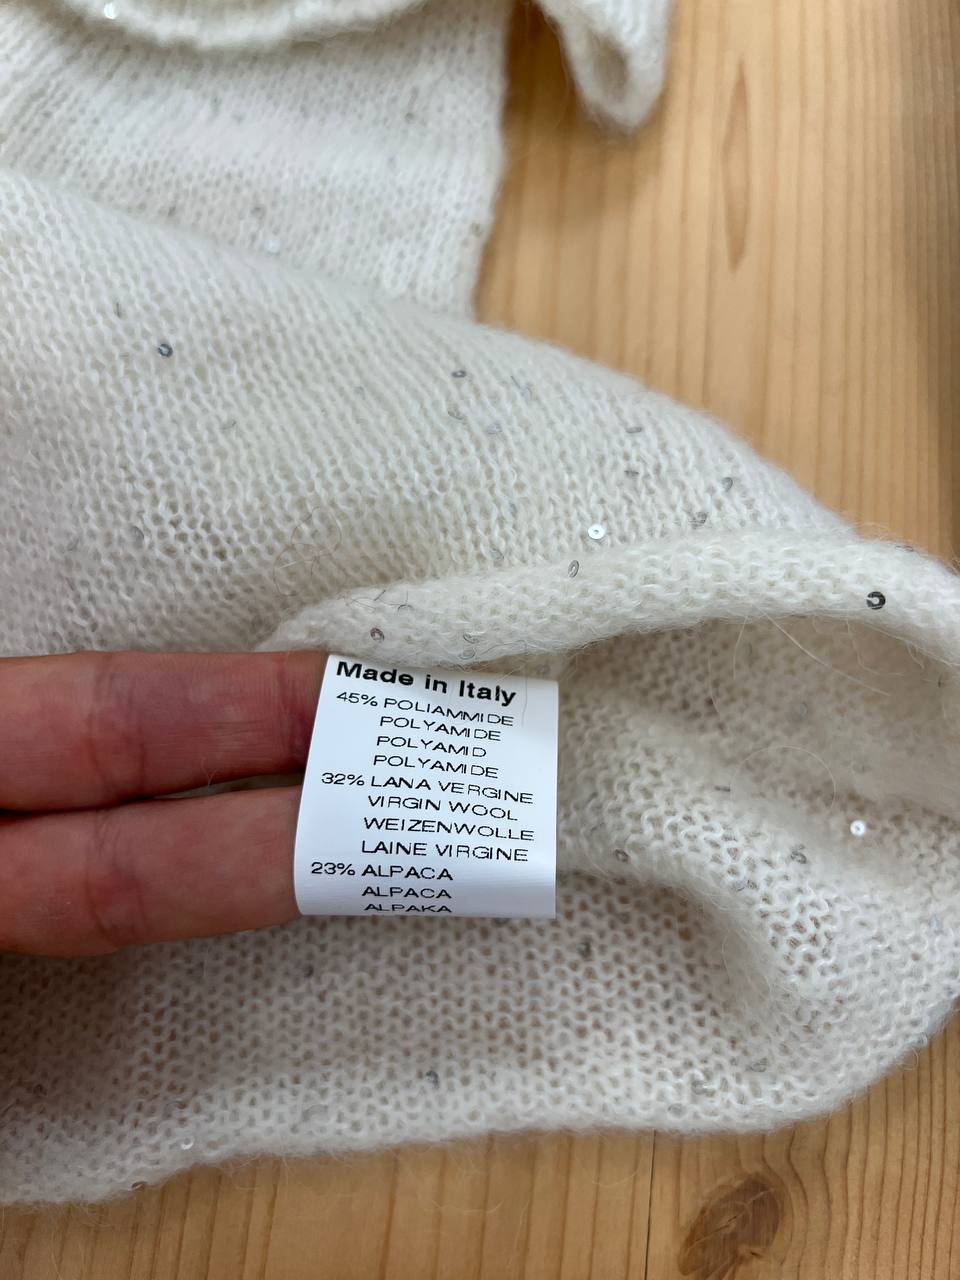 Made in Italy
45% POLIAMMIDE
POLYAMIDE
POLYAMID
POLYAMIDE
32% LANA VERGINE
VIRGIN WOOL
WEIZENWOLLE
LAINE VIRGINE
23% ALPACA
ALPACA
ALPAKA